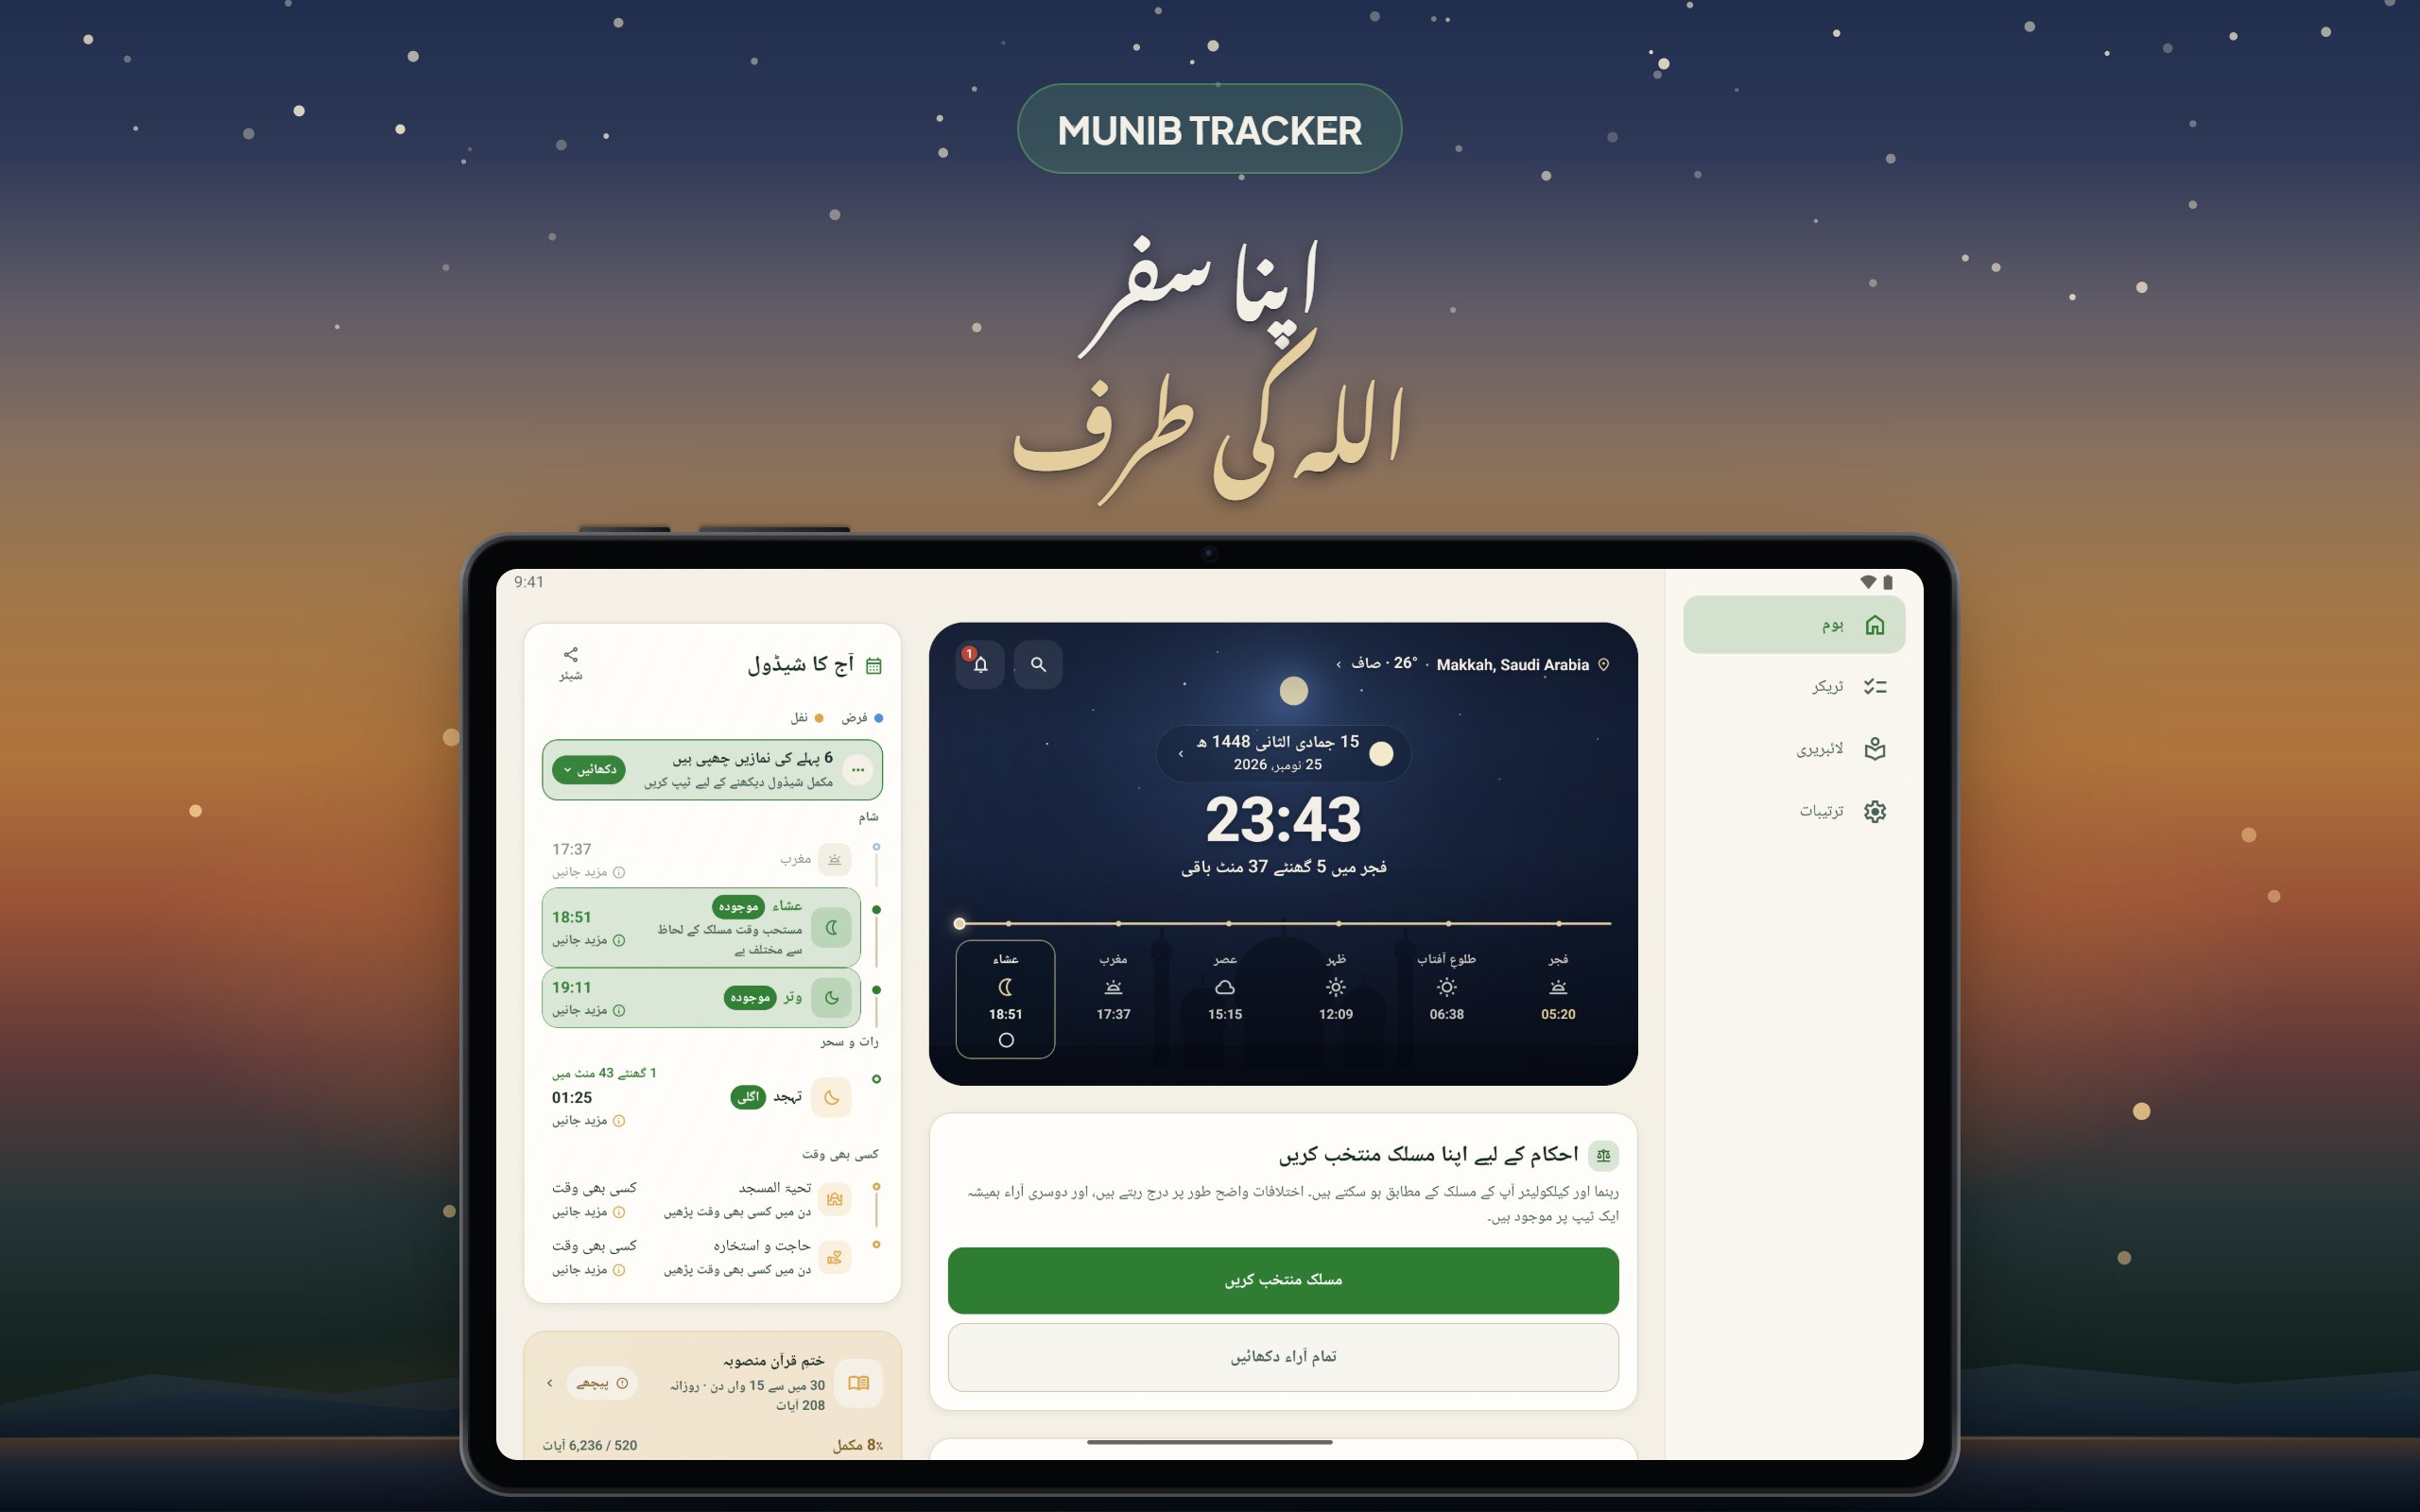 MUNIB TRACKER
اپنا سفر
اللہ کی طرف
9:41
ہوم
ٹریکر
لائبریری
ترتیبات
Makkah, Saudi Arabia · 26° · صاف
1
15 جمادی الثانی 1448 ھ
25 نومبر، 2026
23:43
فجر میں 5 گھنٹے 37 منٹ باقی
فجر طلوعِ آفتاب ظہر عصر مغرب عشاء
05:20 06:38 12:09 15:15 17:37 18:51
احکام کے لیے اپنا مسلک منتخب کریں
رہنما اور کیلکولیٹر آپ کے مسلک کے مطابق ہو سکتے ہیں۔ اختلافات واضح طور پر درج رہتے ہیں، اور دوسری آراء ہمیشہ
ایک ٹیپ پر موجود ہیں۔
مسلک منتخب کریں
تمام آراء دکھائیں
آج کا شیڈول
شیئر
فرض نفل
6 پہلے کی نمازیں چھپی ہیں
مکمل شیڈول دیکھنے کے لیے ٹیپ کریں
دکھائیں
شام
مغرب 17:37
مزید جانیں
عشاء موجودہ 18:51
مستحب وقت مسلک کے لحاظ
سے مختلف ہے
مزید جانیں
وتر موجودہ 19:11
مزید جانیں
رات و سحر
1 گھنٹے 43 منٹ میں
تہجد اگلی 01:25
مزید جانیں
کسی بھی وقت
تحیۃ المسجد کسی بھی وقت
دن میں کسی بھی وقت پڑھیں مزید جانیں
حاجت و استخارہ کسی بھی وقت
دن میں کسی بھی وقت پڑھیں مزید جانیں
ختمِ قرآن منصوبہ
30 میں سے 15 واں دن · روزانہ
208 آیات
پیچھے
8٪ مکمل 520 / 6,236 آیات